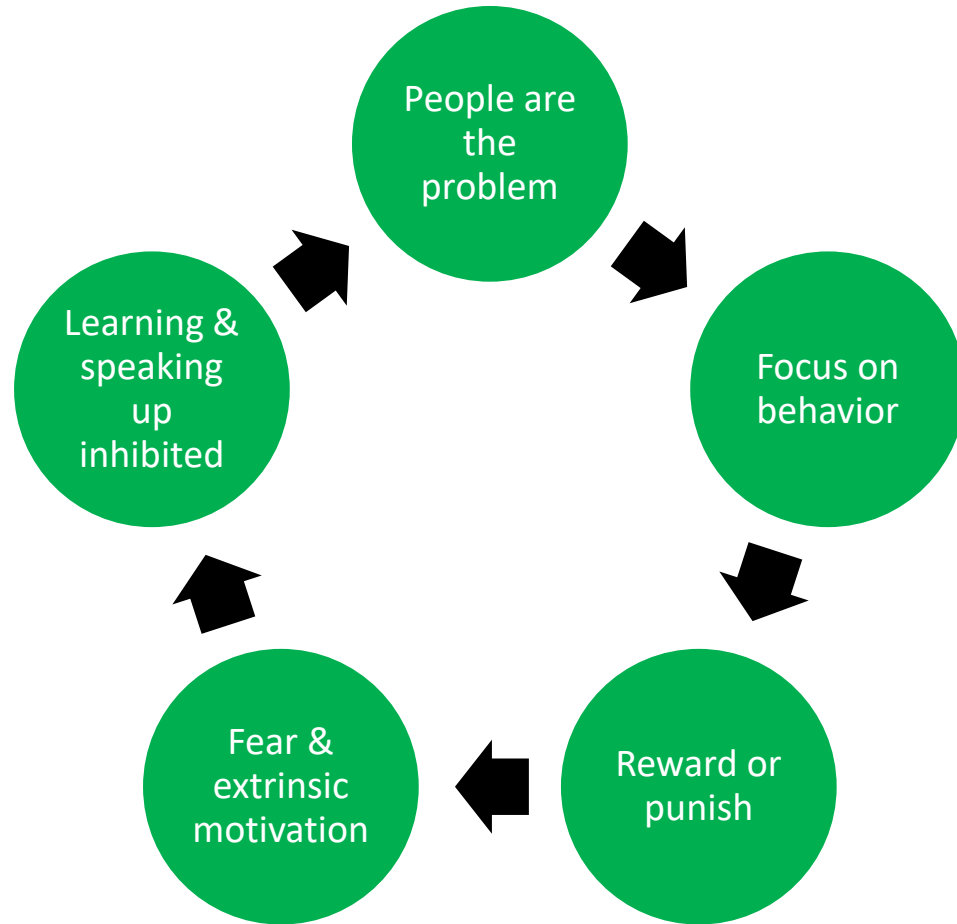 People are
the
problem
Focus on
behavior
Reward or
punish
Fear &
extrinsic
motivation
Learning &
speaking
up
inhibited